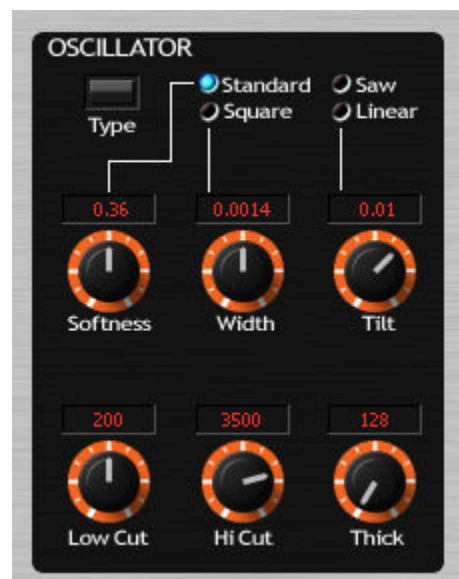 OSCILLATOR
Standard Saw
Square Linear
Type
0.36 0.0014 0.01
Softness Width Tilt
200 3500 128
Low Cut Hi Cut Thick